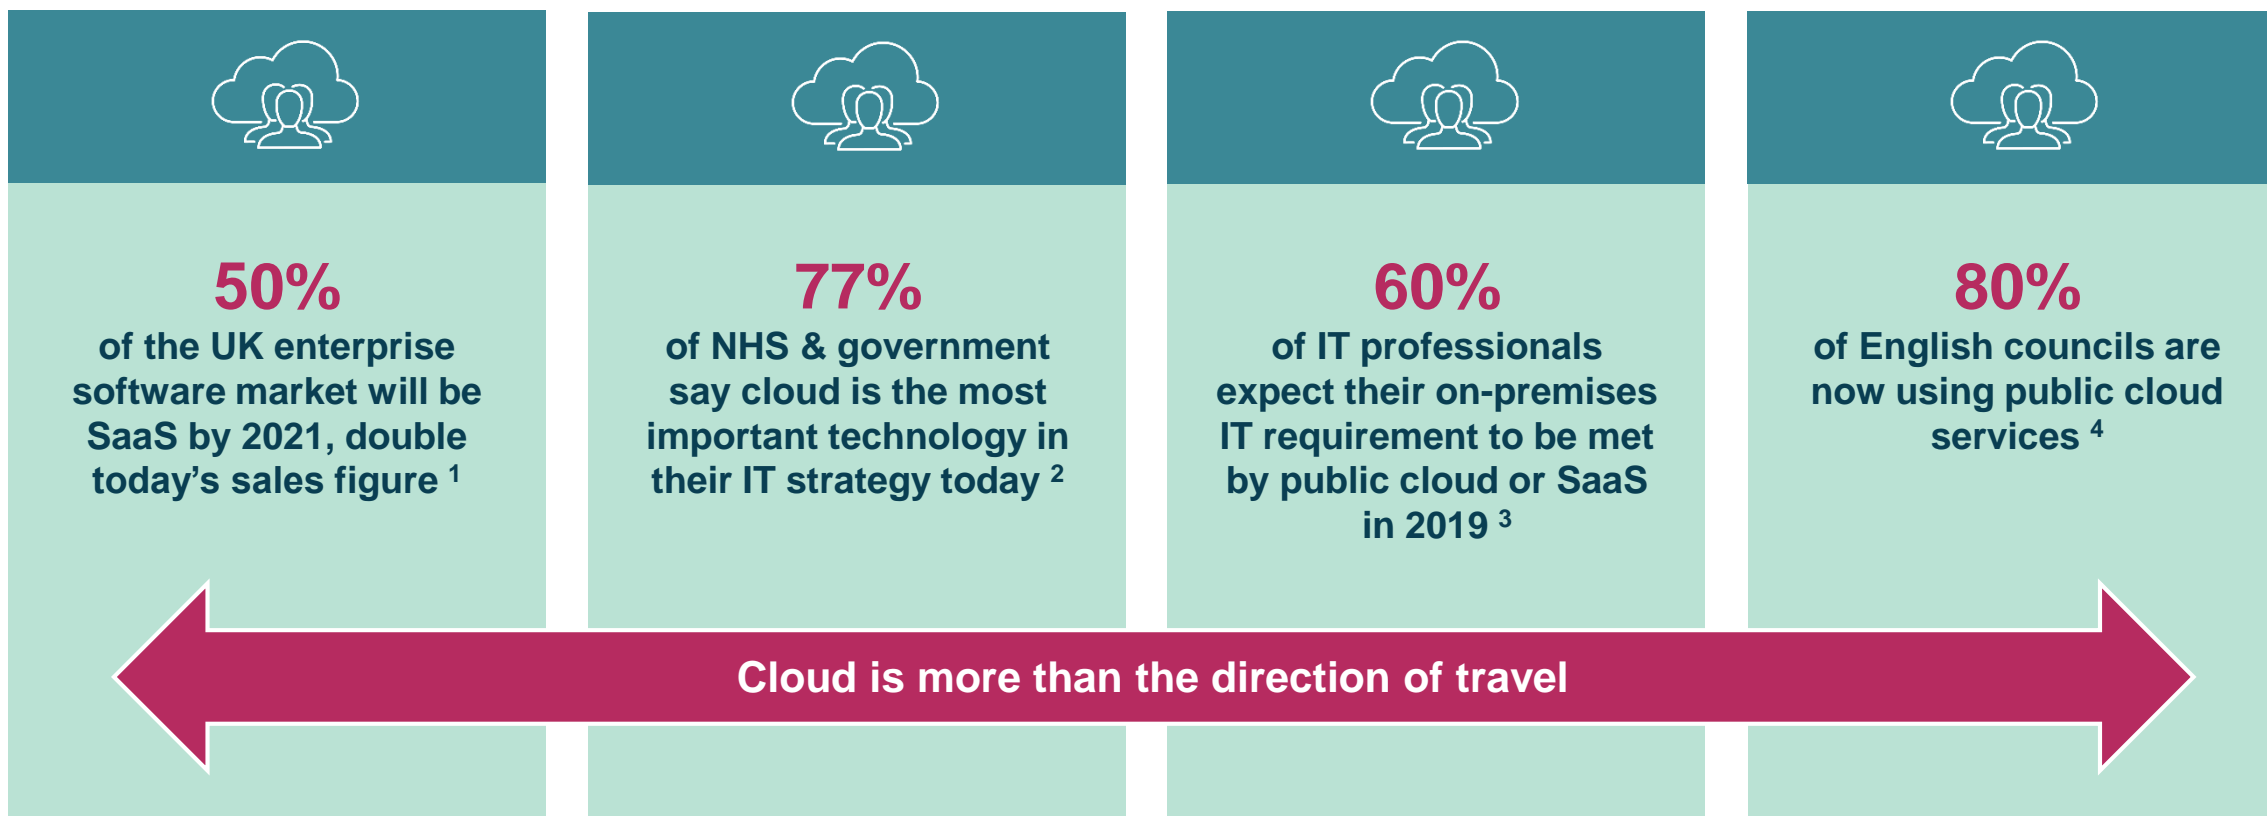 50%
of the UK enterprise
software market will be
SaaS by 2021, double
today’s sales figure ¹
77%
of NHS & government
say cloud is the most
important technology in
their IT strategy today ²
60%
of IT professionals
expect their on-premises
IT requirement to be met
by public cloud or SaaS
in 2019 ³
80%
of English councils are
now using public cloud
services ⁴
Cloud is more than the direction of travel